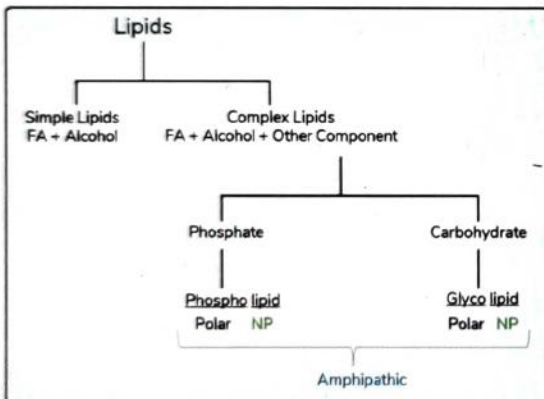 Lipids
Simple Lipids
FA + Alcohol
Complex Lipids
FA + Alcohol + Other Component
Phosphate
Carbohydrate
Phospho lipid
Polar NP
Glyco lipid
Polar NP
Amphipathic